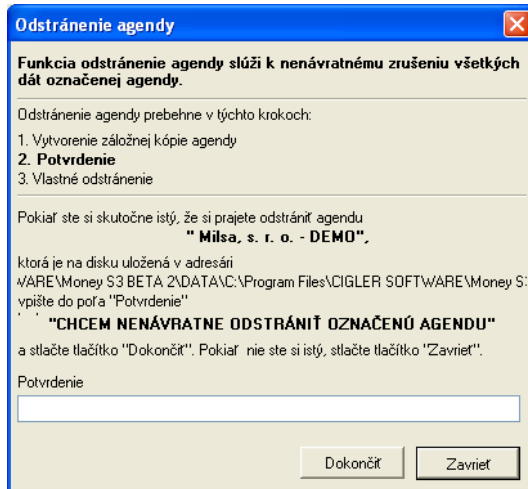 Odstránenie agendy
Funkcia odstránenie agendy slúži k nenávratnému zrušeniu všetkých
dát označenej agendy.
Odstránenie agendy prebehne v týchto krokoch:
1. Vytvorenie záložnej kópie agendy
2. Potvrdenie
3. Vlastné odstránenie
Pokiaľ ste si skutočne istý, že si prajete odstrániť agendu
" Milsa, s. r. o. - DEMO",
ktorá je na disku uložená v adresári
WARE\Money S3 BETA 2\DATA\C:\Program Files\CIGLER SOFTWARE\Money S
vpište do poľa "Potvrdenie"
"CHCEM NENÁVRATNE ODSTRÁNIŤ OZNAČENÚ AGENDU"
a stlačte tlačítko "Dokončiť". Pokiaľ nie ste si istý, stlačte tlačítko "Zavrieť".
Potvrdenie
Dokončiť
Zavrieť